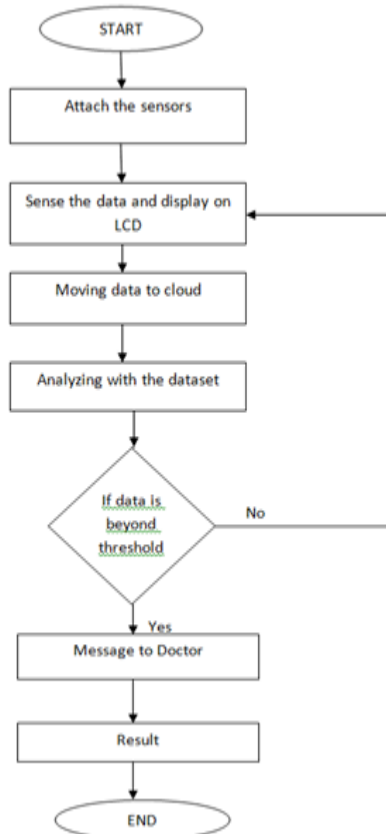 START
Attach the sensors
Sense the data and display on
LCD
Moving data to cloud
Analyzing with the dataset
If data is
beyond
threshold
No
Yes
Message to Doctor
Result
END